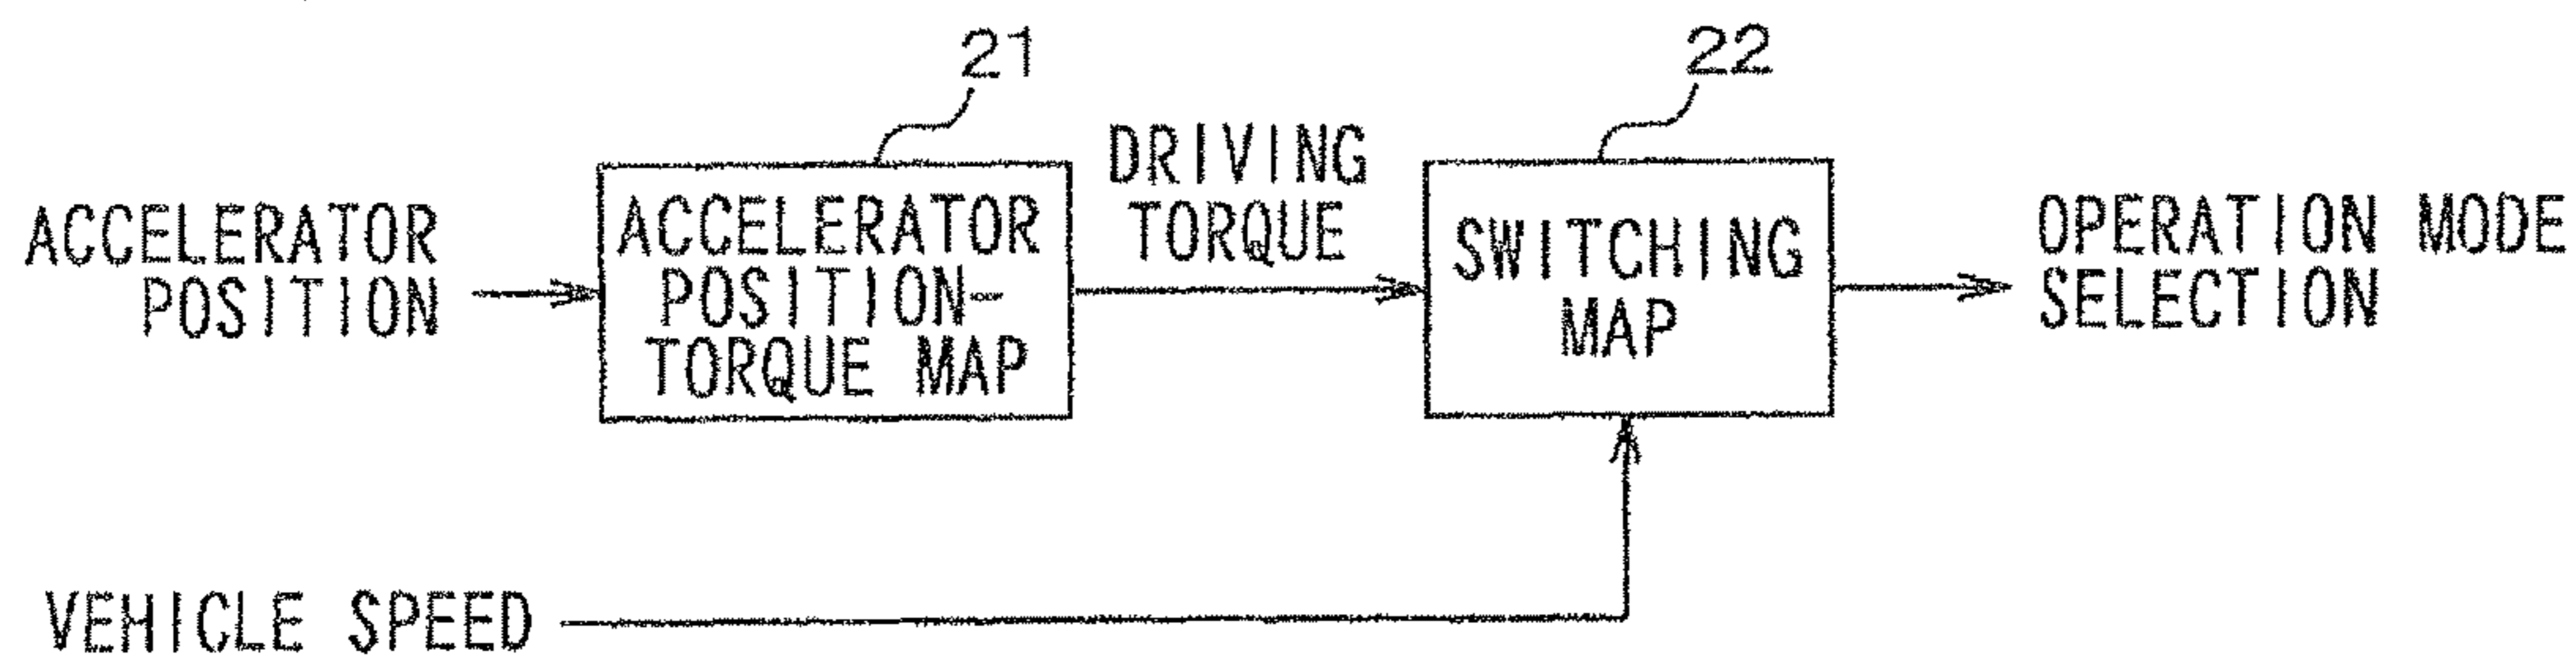 21
22
ACCELERATOR
POSITION
ACCELERATOR
POSITION-
TORQUE MAP
DRIVING
TORQUE
SWITCHING
MAP
OPERATION MODE
SELECTION
VEHICLE SPEED